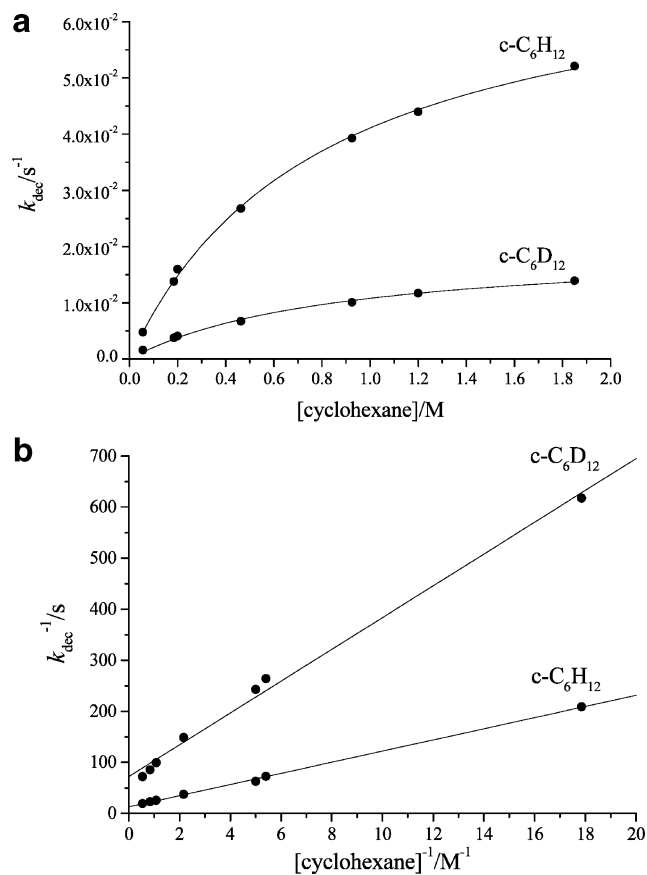 a
6.0x10⁻²
5.0x10⁻²
4.0x10⁻²
3.0x10⁻²
2.0x10⁻²
1.0x10⁻²
0.0
k_dec/s⁻¹
c-C₆H₁₂
c-C₆D₁₂
0.0 0.2 0.4 0.6 0.8 1.0 1.2 1.4 1.6 1.8 2.0
[cyclohexane]/M
b
700
600
500
400
300
200
100
0
k_dec⁻¹/s
c-C₆D₁₂
c-C₆H₁₂
0 2 4 6 8 10 12 14 16 18 20
[cyclohexane]⁻¹/M⁻¹